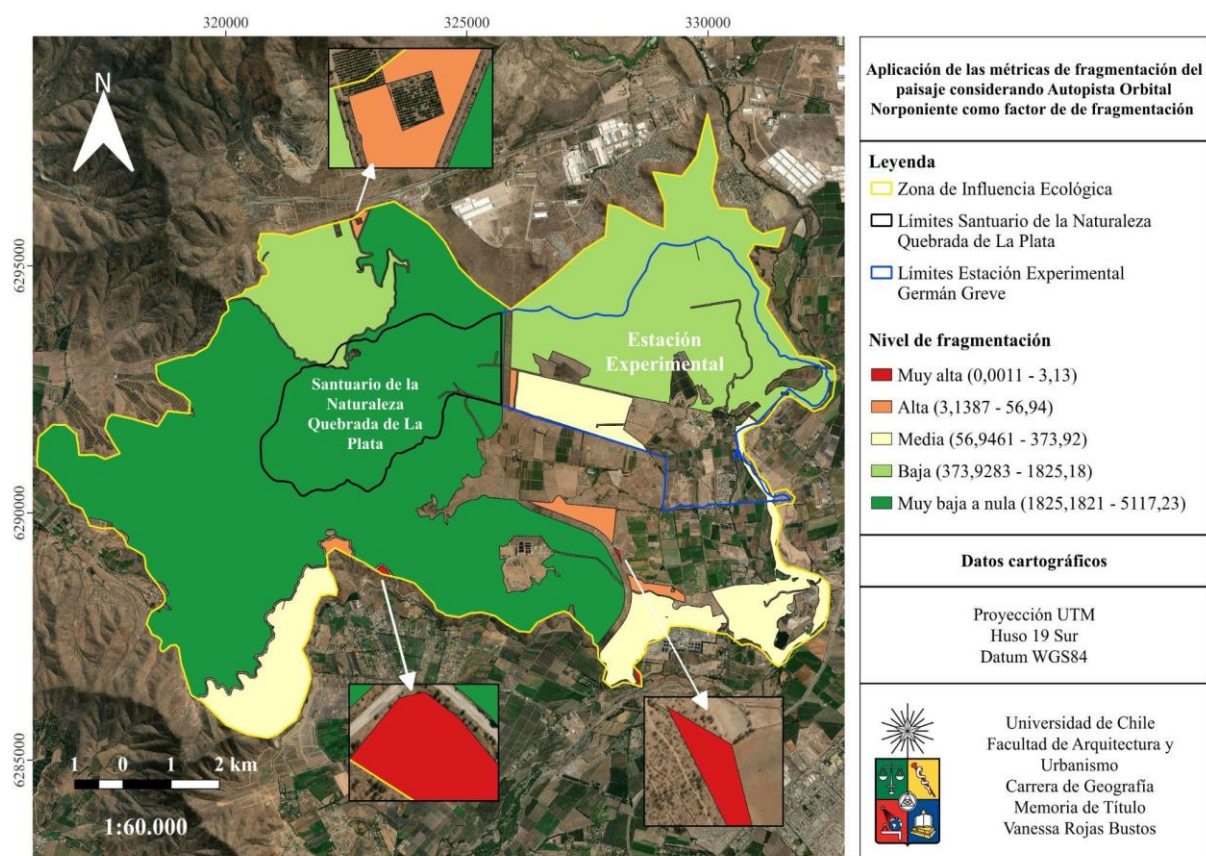 320000
325000
330000
6295000
6290000
6285000
N
Santuario de la
Naturaleza
Quebrada de La
Plata
Estación
Experimental
1 0 1 2 km
1:60.000
Aplicación de las métricas de fragmentación del
paisaje considerando Autopista Orbital
Norponiente como factor de de fragmentación
Leyenda
Zona de Influencia Ecológica
Límites Santuario de la Naturaleza
Quebrada de La Plata
Límites Estación Experimental
Germán Greve
Nivel de fragmentación
Muy alta (0,0011 - 3,13)
Alta (3,1387 - 56,94)
Media (56,9461 - 373,92)
Baja (373,9283 - 1825,18)
Muy baja a nula (1825,1821 - 5117,23)
Datos cartográficos
Proyección UTM
Huso 19 Sur
Datum WGS84
Universidad de Chile
Facultad de Arquitectura y
Urbanismo
Carrera de Geografía
Memoria de Título
Vanessa Rojas Bustos